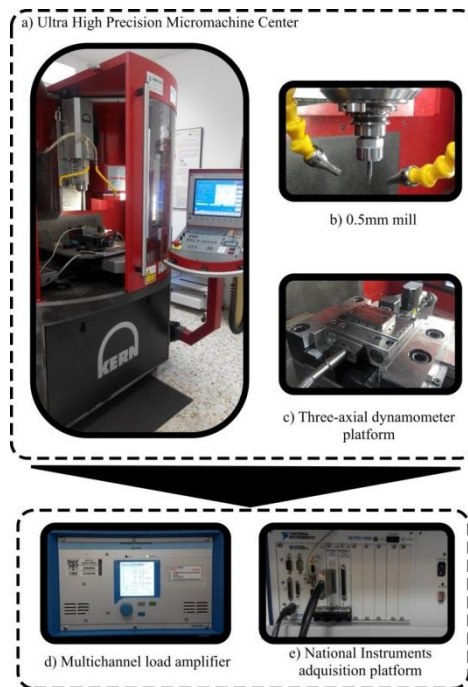 a) Ultra High Precision Micromachine Center
KERN
b) 0.5mm mill
c) Three-axial dynamometer
platform
NATIONAL
INSTRUMENTS
d) Multichannel load amplifier
e) National Instruments
adquisition platform